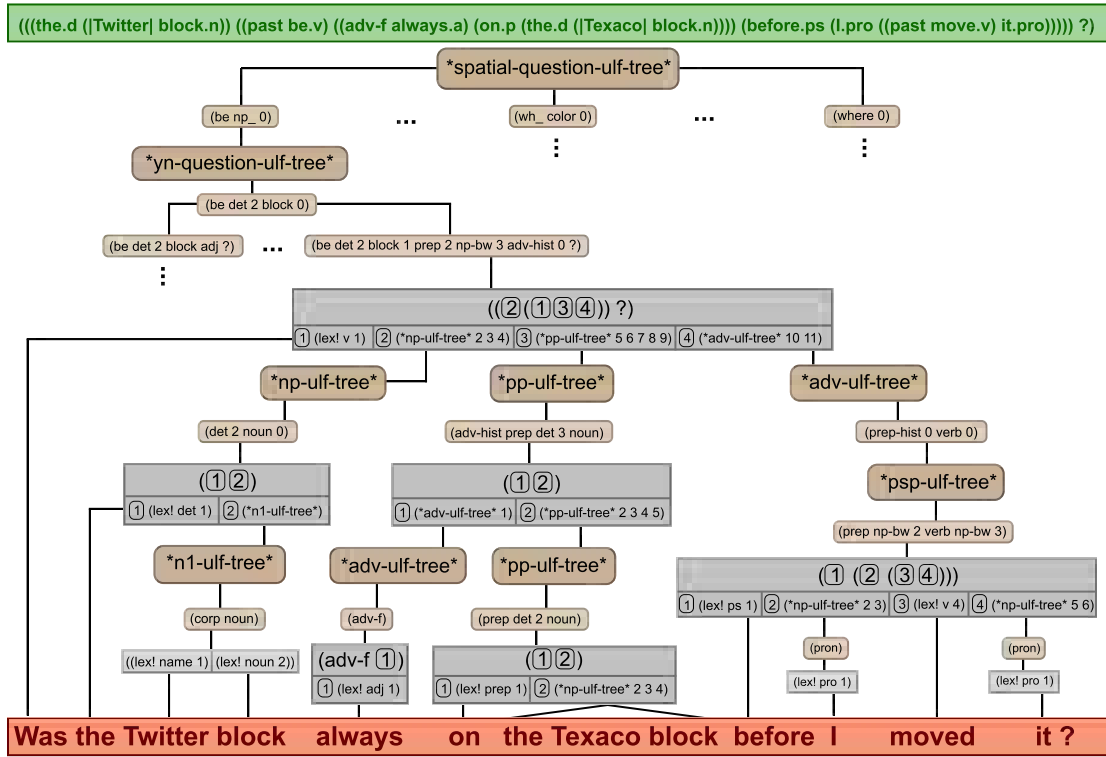 (((the.d (|Twitter| block.n)) ((past be.v) ((adv-f always.a) (on.p (the.d (|Texaco| block.n)))) (before.ps (I.pro ((past move.v) it.pro))))) ?)
*spatial-question-ulf-tree*
(be np_ 0) ... (wh_ color 0) ... (where 0)
*yn-question-ulf-tree*
(be det 2 block 0)
(be det 2 block adj ?) ... (be det 2 block 1 prep 2 np-bw 3 adv-hist 0 ?)
((2 (1 3 4)) ?)
1 (lex! v 1) 2 (*np-ulf-tree* 2 3 4) 3 (*pp-ulf-tree* 5 6 7 8 9) 4 (*adv-ulf-tree* 10 11)
*np-ulf-tree* *pp-ulf-tree* *adv-ulf-tree*
(det 2 noun 0) (adv-hist prep det 3 noun) (prep-hist 0 verb 0)
(1 2) (1 2) *psp-ulf-tree*
1 (lex! det 1) 2 (*n1-ulf-tree*) 1 (*adv-ulf-tree* 1) 2 (*pp-ulf-tree* 2 3 4 5)
(prep np-bw 2 verb np-bw 3)
*n1-ulf-tree* *adv-ulf-tree* *pp-ulf-tree* (1 (2 (3 4)))
1 (lex! ps 1) 2 (*np-ulf-tree* 2 3) 3 (lex! v 4) 4 (*np-ulf-tree* 5 6)
(corp noun) (adv-f) (prep det 2 noun)
(pron) (pron)
((lex! name 1) (lex! noun 2)) (adv-f 1) (1 2)
1 (lex! adj 1) 1 (lex! prep 1) 2 (*np-ulf-tree* 2 3 4) (lex! pro 1) (lex! pro 1)
Was the Twitter block always on the Texaco block before I moved it ?